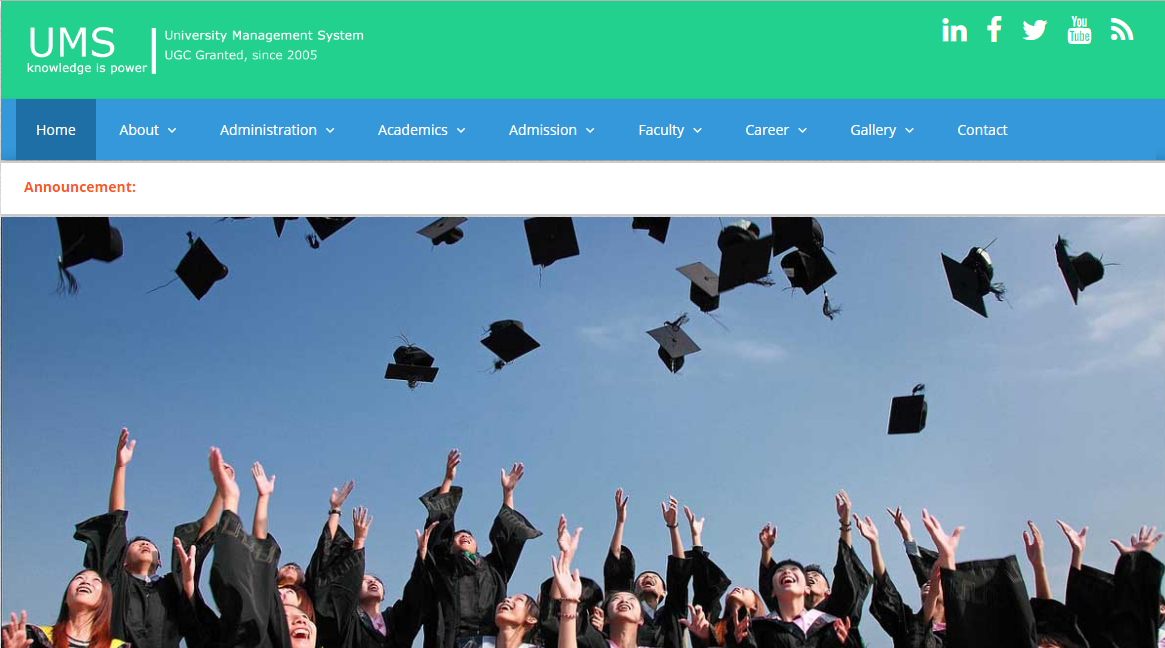 UMS
knowledge is power
University Management System
UGC Granted, since 2005
in
f
You
Tube
Home
About
Administration
Academics
Admission
Faculty
Career
Gallery
Contact
Announcement: